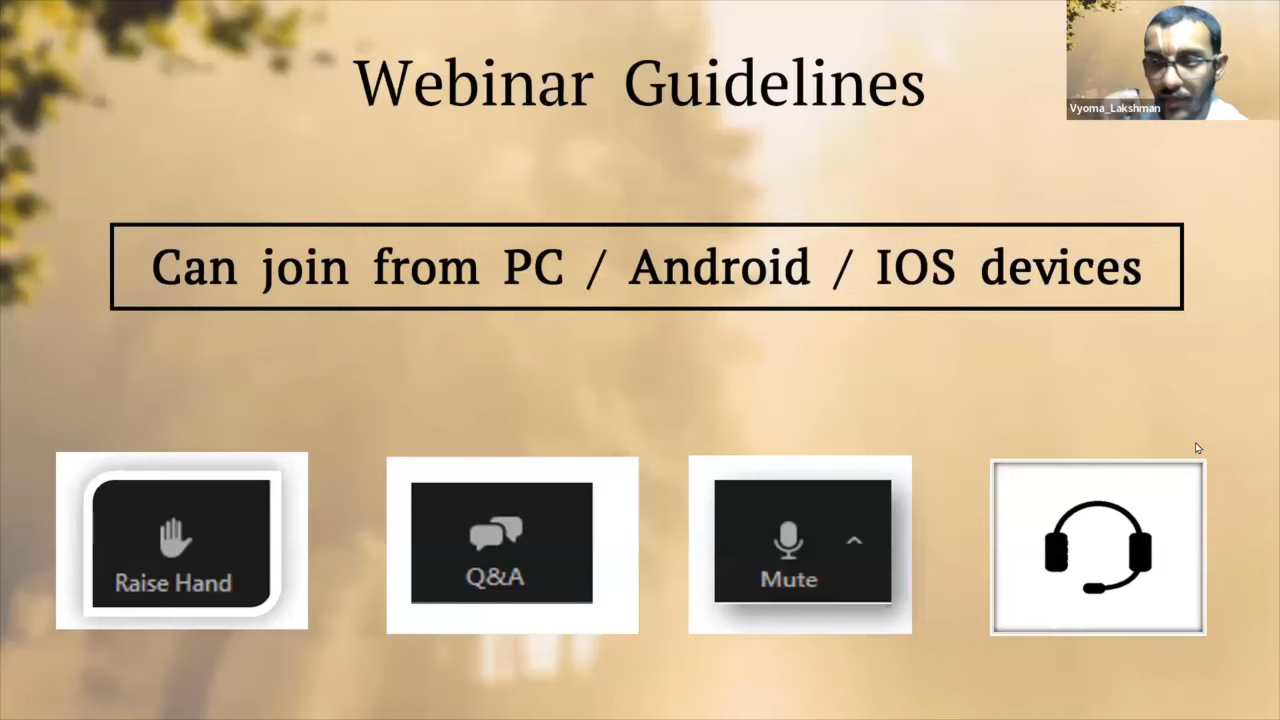 Webinar Guidelines
Vyoma_Lakshman
Can join from PC / Android / IOS devices
Raise Hand
Q&A
Mute